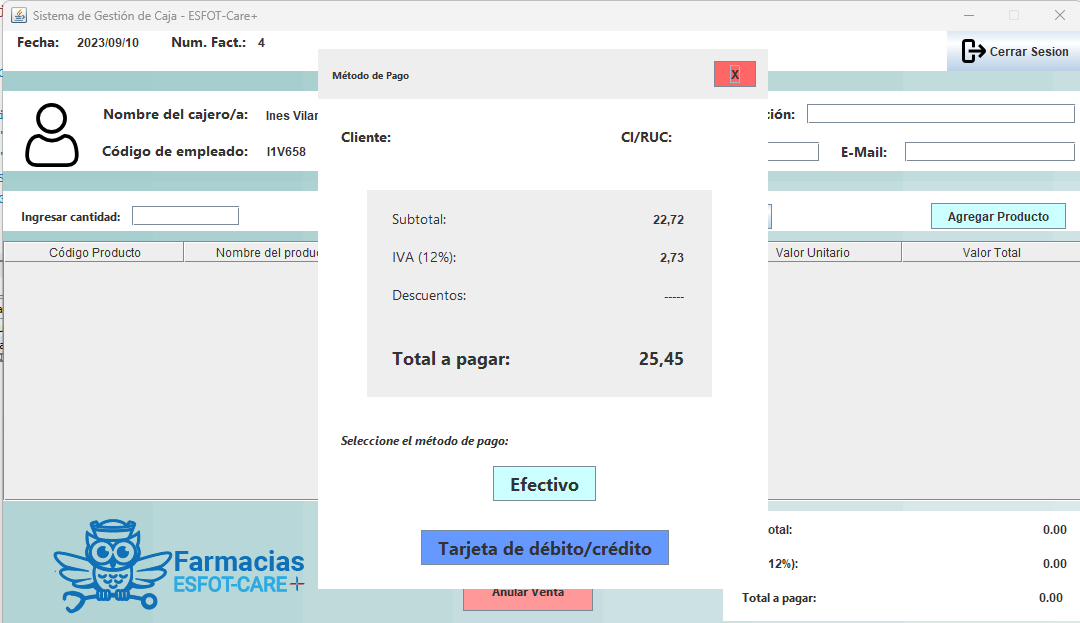 Sistema de Gestión de Caja - ESFOT-Care+
Fecha: 2023/09/10 Num. Fact.: 4
Cerrar Sesion
Método de Pago X
Nombre del cajero/a: Ines Vilar
ción:
Cliente: CI/RUC:
Código de empleado: I1V658
E-Mail:
Ingresar cantidad:
Agregar Producto
Subtotal: 22,72
Código Producto Nombre del produc Valor Unitario Valor Total
IVA (12%): 2,73
Descuentos: -----
Total a pagar: 25,45
Seleccione el método de pago:
Efectivo
Tarjeta de débito/crédito
Farmacias
ESFOT-CARE+
Anular Venta
otal: 0.00
12%): 0.00
Total a pagar: 0.00